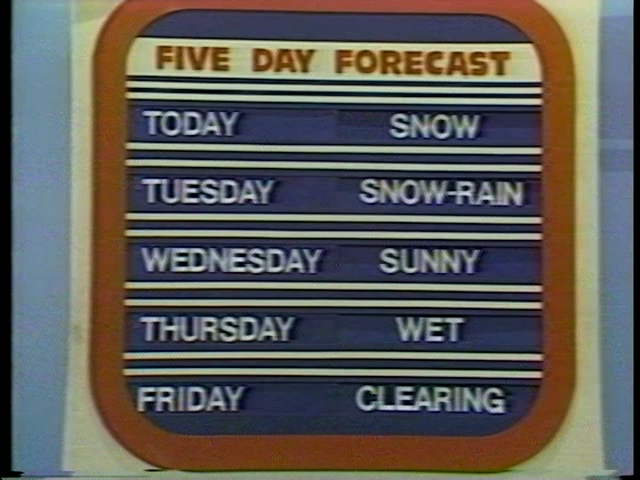 FIVE DAY FORECAST
TODAY SNOW
TUESDAY SNOW-RAIN
WEDNESDAY SUNNY
THURSDAY WET
FRIDAY CLEARING